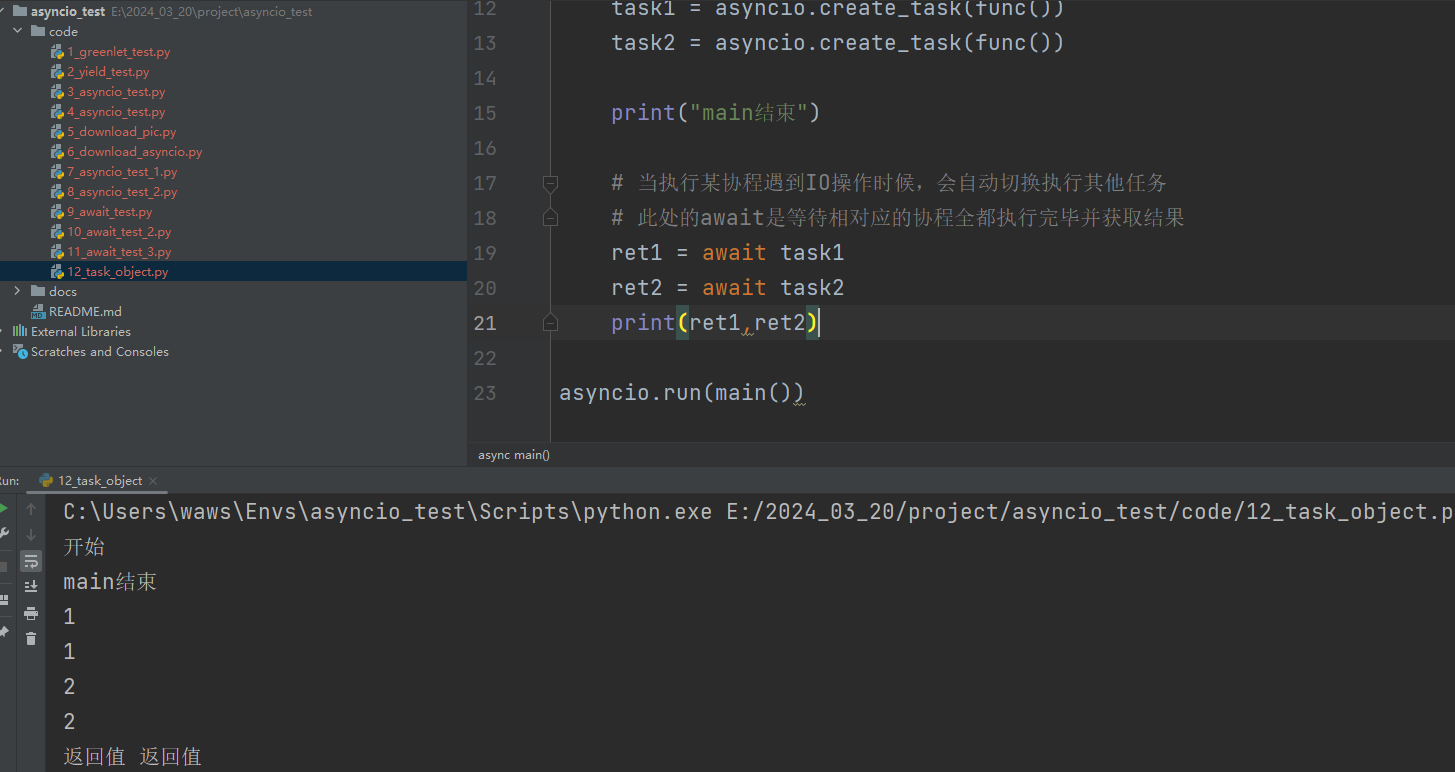 asyncio_test E:\2024_03_20\project\asyncio_test
code
1_greenlet_test.py
2_yield_test.py
3_asyncio_test.py
4_asyncio_test.py
5_download_pic.py
6_download_asyncio.py
7_asyncio_test_1.py
8_asyncio_test_2.py
9_await_test.py
10_await_test_2.py
11_await_test_3.py
12_task_object.py
docs
README.md
External Libraries
Scratches and Consoles
12 task1 = asyncio.create_task(func())
13 task2 = asyncio.create_task(func())
14
15 print("main结束")
16
17 # 当执行某协程遇到IO操作时候，会自动切换执行其他任务
18 # 此处的await是等待相对应的协程全都执行完毕并获取结果
19 ret1 = await task1
20 ret2 = await task2
21 print(ret1,ret2)
22
23 asyncio.run(main())
async main()
Run: 12_task_object
C:\Users\waws\Envs\asyncio_test\Scripts\python.exe E:/2024_03_20/project/asyncio_test/code/12_task_object.p
开始
main结束
1
1
2
2
返回值 返回值